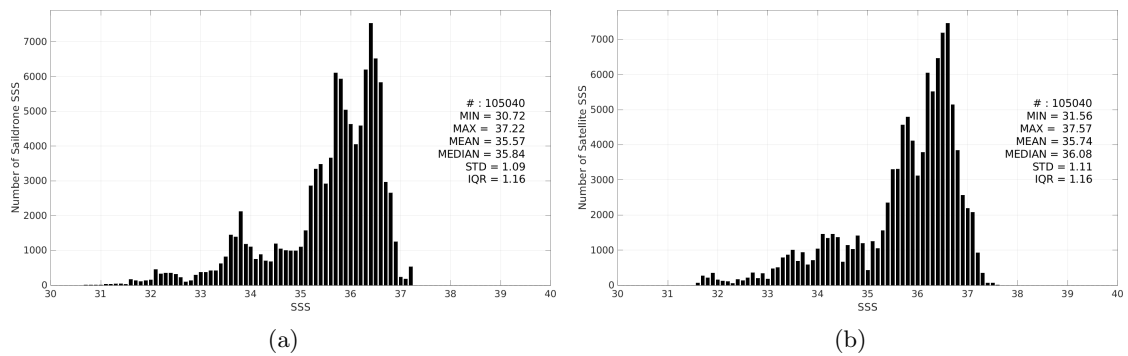 Number of Saildrone SSS
7000
6000
5000
4000
3000
2000
1000
0
# : 105040
MIN = 30.72
MAX = 37.22
MEAN = 35.57
MEDIAN = 35.84
STD = 1.09
IQR = 1.16
30 31 32 33 34 35 36 37 38 39 40
SSS
(a)
Number of Satellite SSS
7000
6000
5000
4000
3000
2000
1000
0
# : 105040
MIN = 31.56
MAX = 37.57
MEAN = 35.74
MEDIAN = 36.08
STD = 1.11
IQR = 1.16
30 31 32 33 34 35 36 37 38 39 40
SSS
(b)